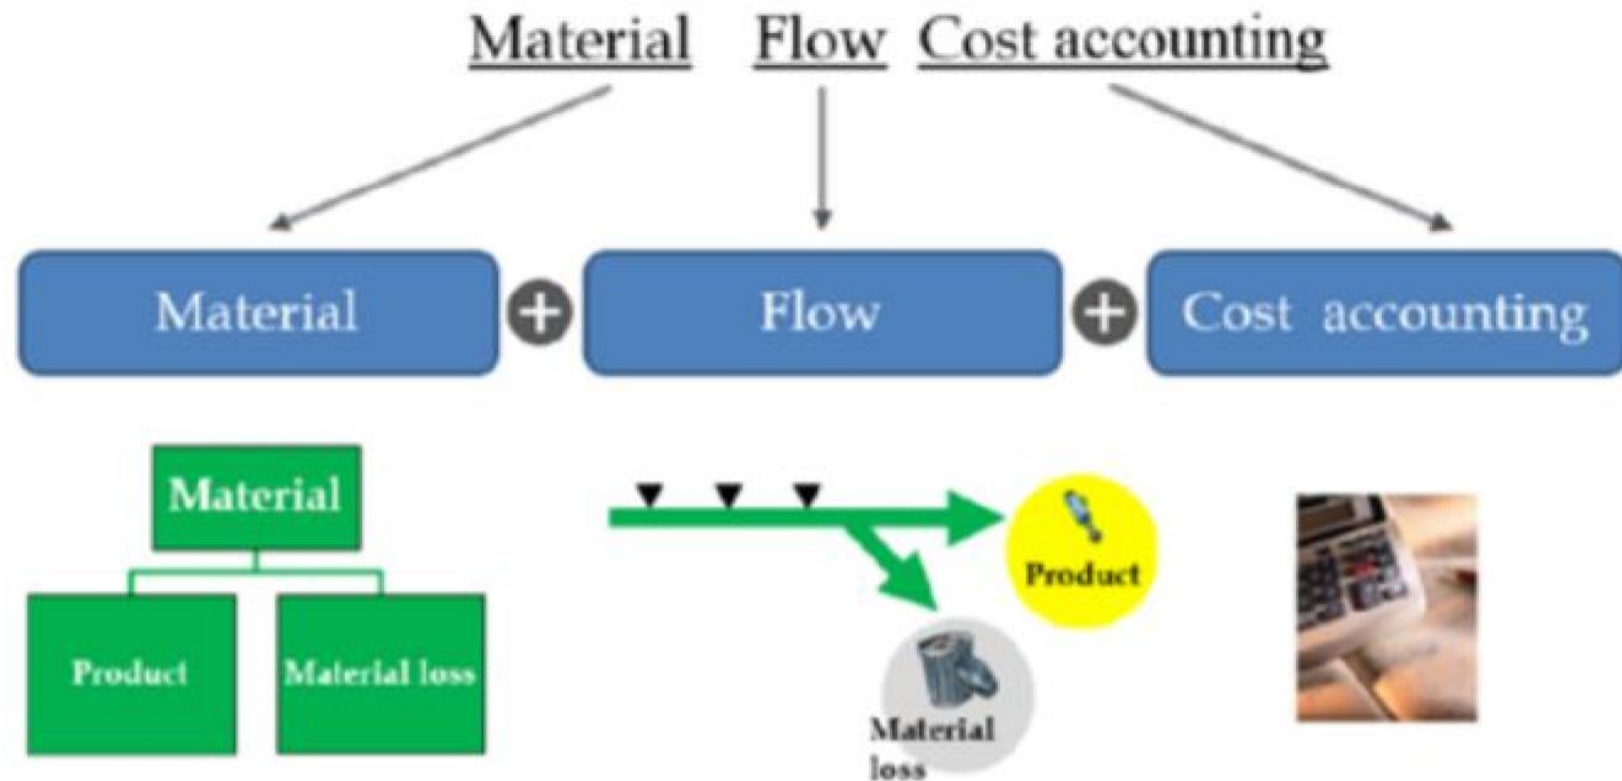 Material Flow Cost accounting
Material
Flow
Cost accounting
Material
Product
Material loss
Product
Material
loss